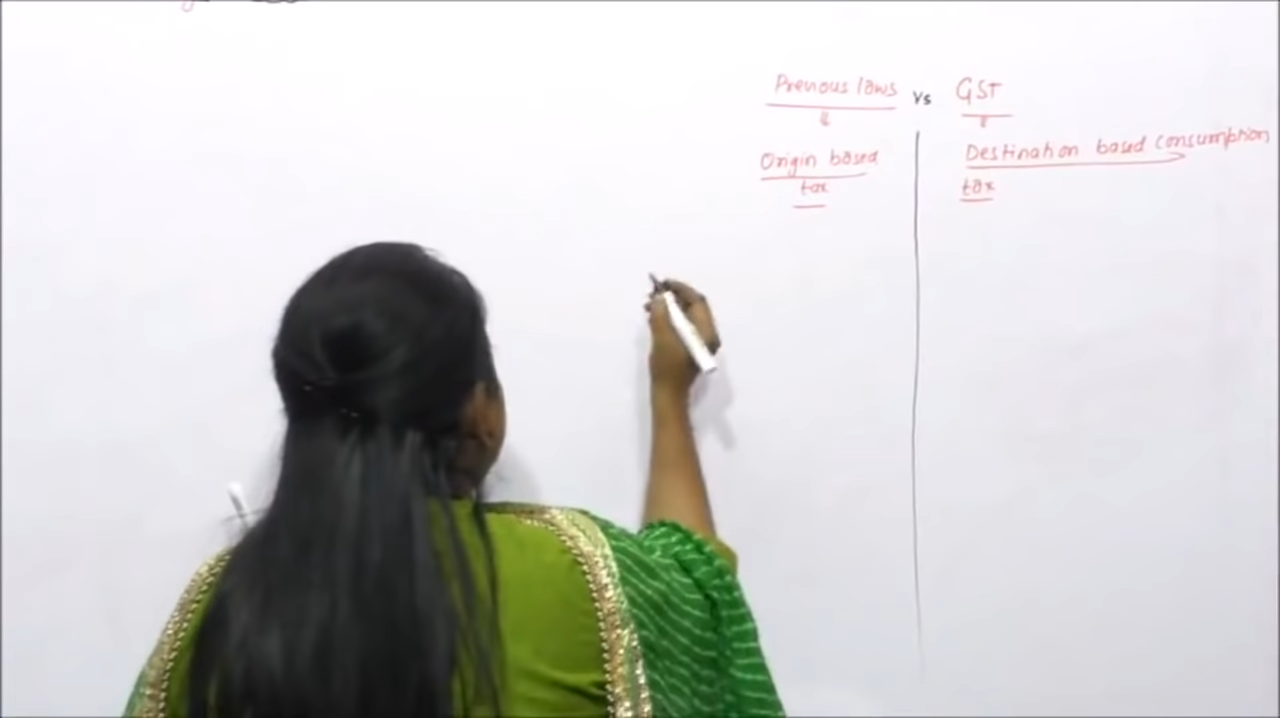 Previous laws Vs GST
Origin based
tax
Destination based consumption
tax